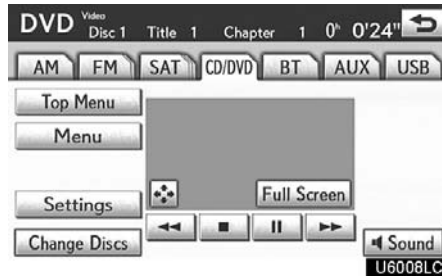 DVD Video Disc 1 Title 1 Chapter 1 0h 0'24"
AM FM SAT CD/DVD BT AUX USB
Top Menu
Menu
Full Screen
Settings
Change Discs
Sound
U6008LC